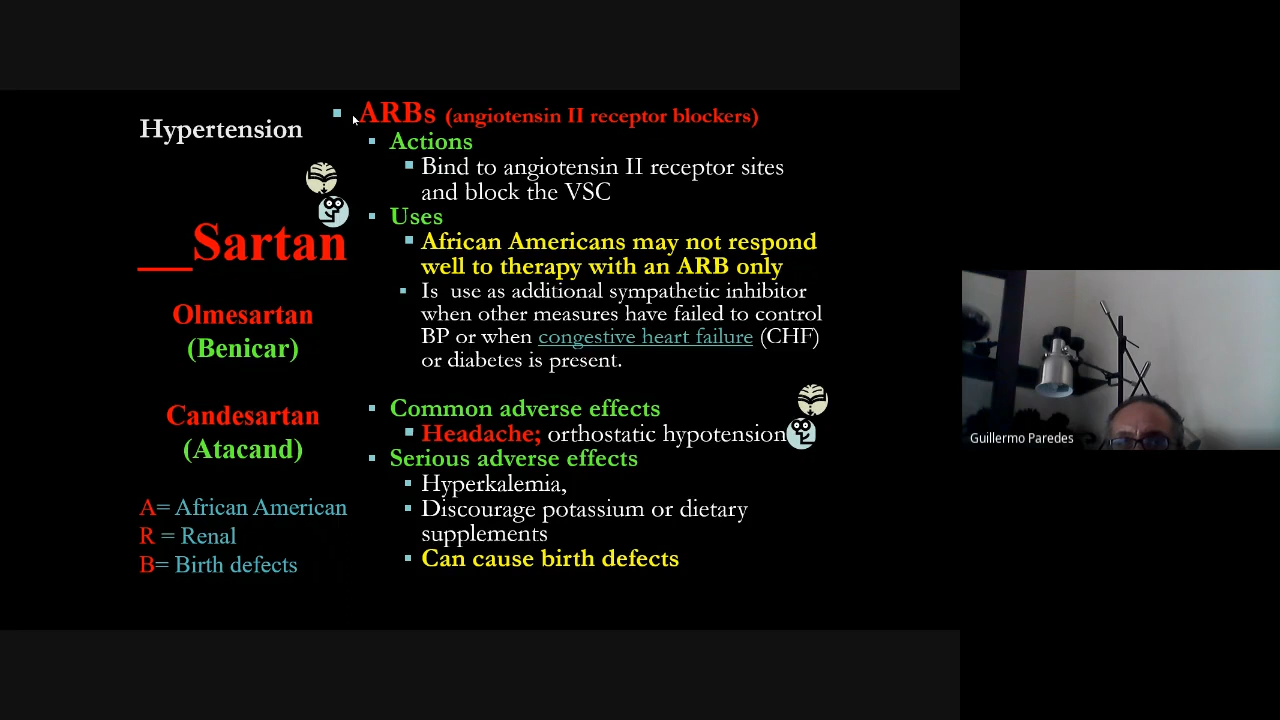 Hypertension
__Sartan
Olmesartan
(Benicar)
Candesartan
(Atacand)
A= African American
R = Renal
B= Birth defects
ARBs (angiotensin II receptor blockers)
Actions
Bind to angiotensin II receptor sites
and block the VSC
Uses
African Americans may not respond
well to therapy with an ARB only
Is use as additional sympathetic inhibitor
when other measures have failed to control
BP or when congestive heart failure (CHF)
or diabetes is present.
Common adverse effects
Headache; orthostatic hypotension
Serious adverse effects
Hyperkalemia,
Discourage potassium or dietary
supplements
Can cause birth defects
Guillermo Paredes